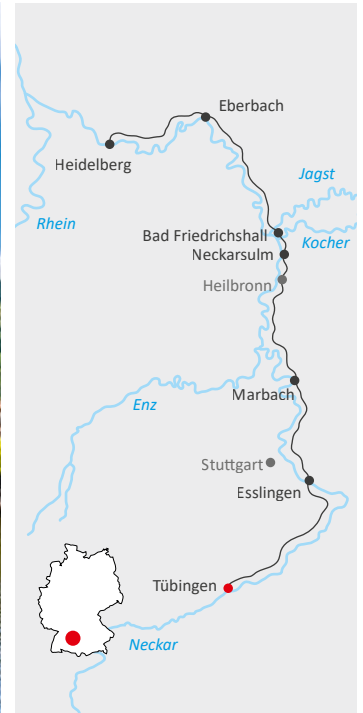 Eberbach
Heidelberg
Jagst
Rhein
Bad Friedrichshall
Kocher
Neckarsulm
Heilbronn
Marbach
Enz
Stuttgart
Esslingen
Tübingen
Neckar